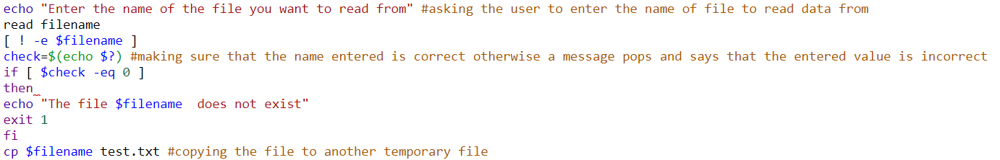 echo "Enter the name of the file you want to read from" #asking the user to enter the name of file to read data from
read filename
[ ! -e $filename ]
check=$(echo $?) #making sure that the name entered is correct otherwise a message pops and says that the entered value is incorrect
if [ $check -eq 0 ]
then
echo "The file $filename  does not exist"
exit 1
fi
cp $filename test.txt #copying the file to another temporary file